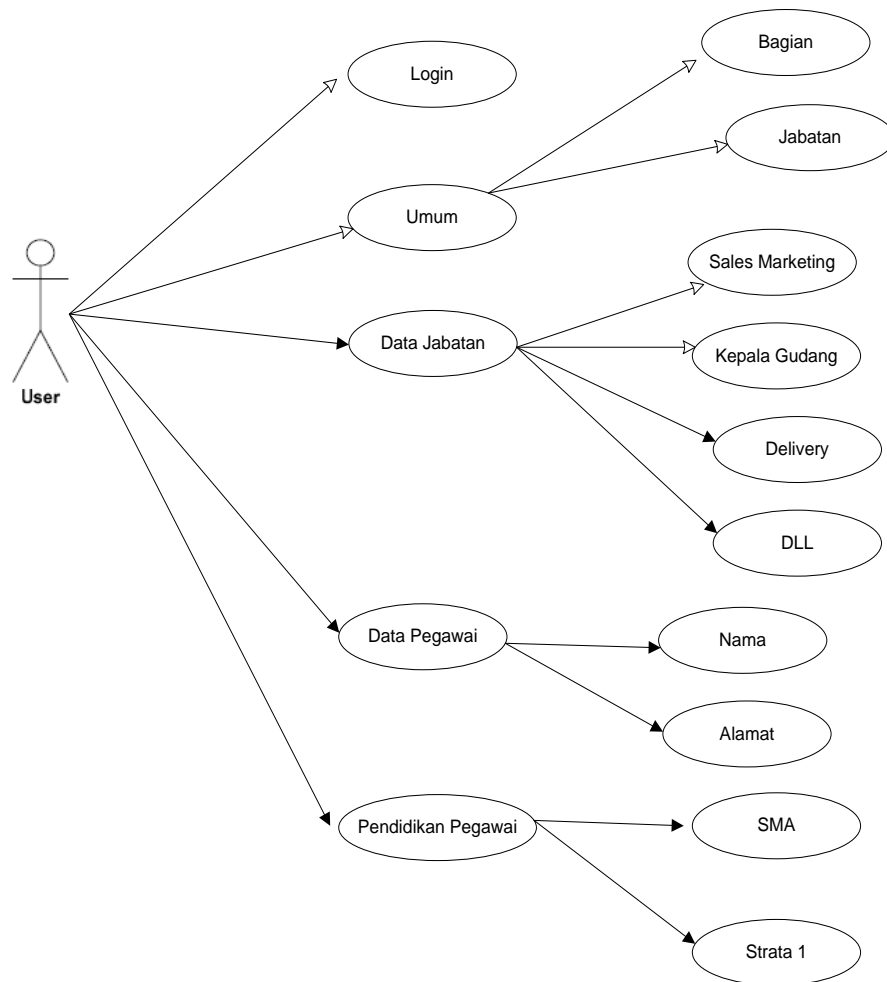 Bagian
Login
Jabatan
Umum
Sales Marketing
Data Jabatan
Kepala Gudang
User
Delivery
DLL
Data Pegawai
Nama
Alamat
Pendidikan Pegawai
SMA
Strata 1